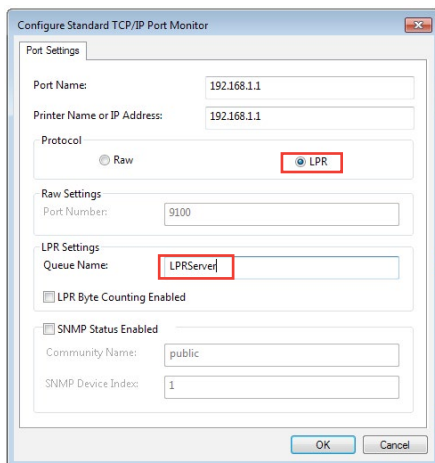 Configure Standard TCP/IP Port Monitor
Port Settings
Port Name: 192.168.1.1
Printer Name or IP Address: 192.168.1.1
Protocol
Raw LPR
Raw Settings
Port Number: 9100
LPR Settings
Queue Name: LPRServer
LPR Byte Counting Enabled
SNMP Status Enabled
Community Name: public
SNMP Device Index: 1
OK Cancel